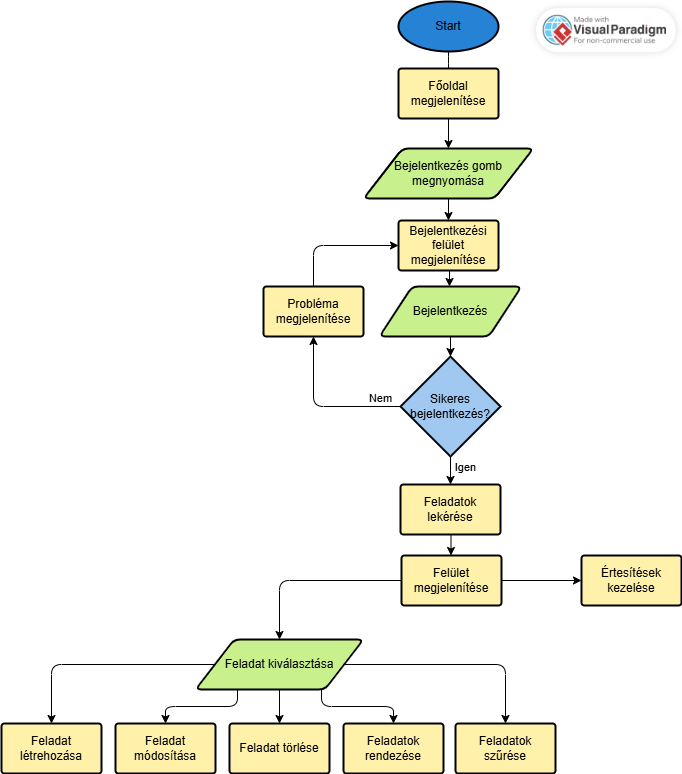 Start
Made with
VisualParadigm
For non-commercial use
Főoldal
megjelenítése
Bejelentkezés gomb
megnyomása
Bejelentkezési
felület
megjelenítése
Probléma
megjelenítése
Bejelentkezés
Nem
Sikeres
bejelentkezés?
Igen
Feladatok
lekérése
Felület
megjelenítése
Értesítések
kezelése
Feladat kiválasztása
Feladat
létrehozása
Feladat
módosítása
Feladat törlése
Feladatok
rendezése
Feladatok
szűrése